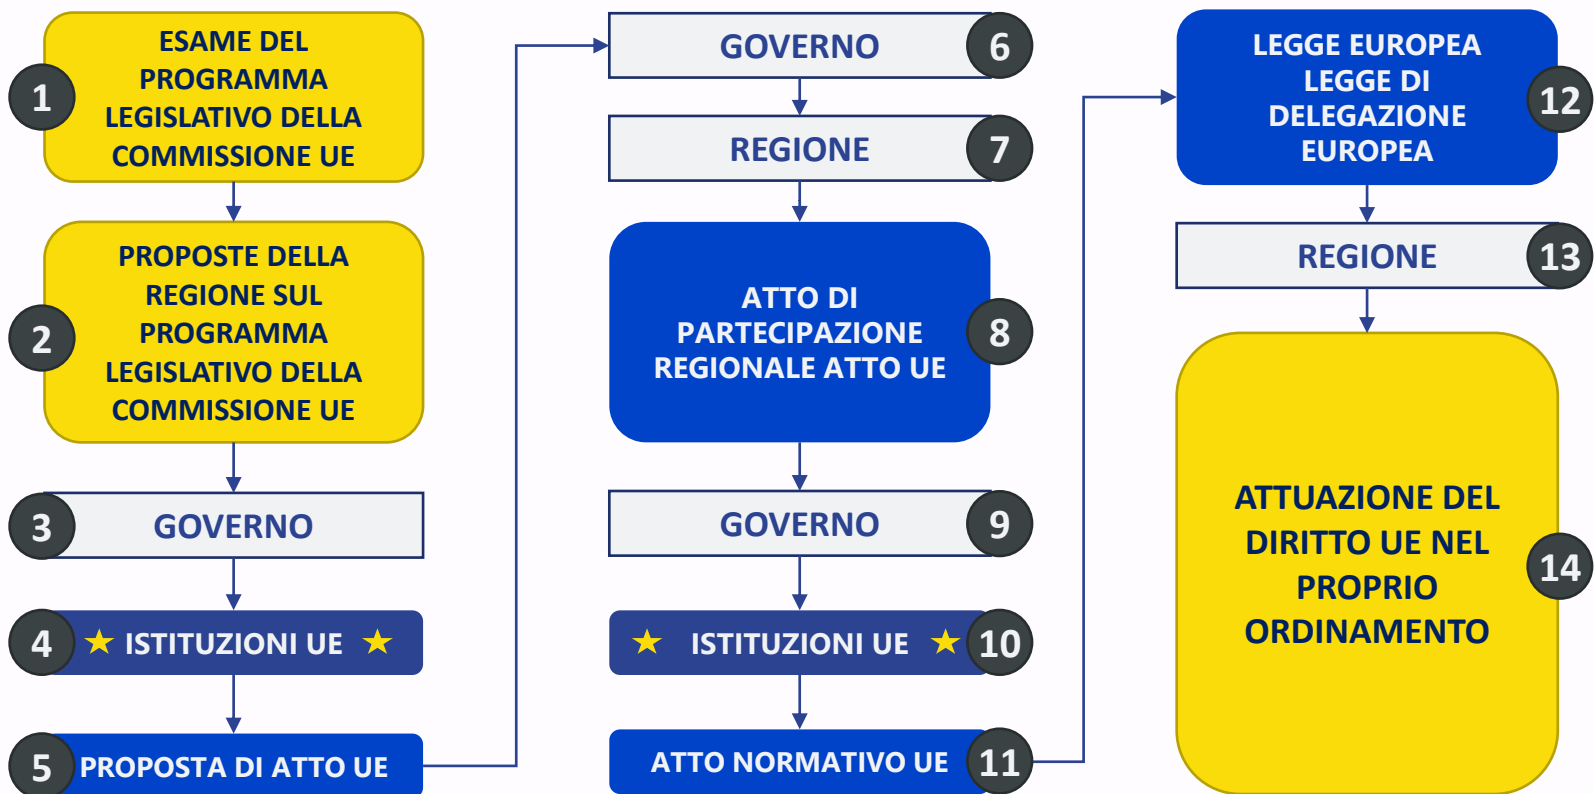 1
ESAME DEL
PROGRAMMA
LEGISLATIVO DELLA
COMMISSIONE UE
2
PROPOSTE DELLA
REGIONE SUL
PROGRAMMA
LEGISLATIVO DELLA
COMMISSIONE UE
3
GOVERNO
4
ISTITUZIONI UE
5
PROPOSTA DI ATTO UE
GOVERNO
6
REGIONE
7
ATTO DI
PARTECIPAZIONE
REGIONALE ATTO UE
8
GOVERNO
9
ISTITUZIONI UE
10
ATTO NORMATIVO UE
11
LEGGE EUROPEA
LEGGE DI
DELEGAZIONE
EUROPEA
12
REGIONE
13
ATTUAZIONE DEL
DIRITTO UE NEL
PROPRIO
ORDINAMENTO
14